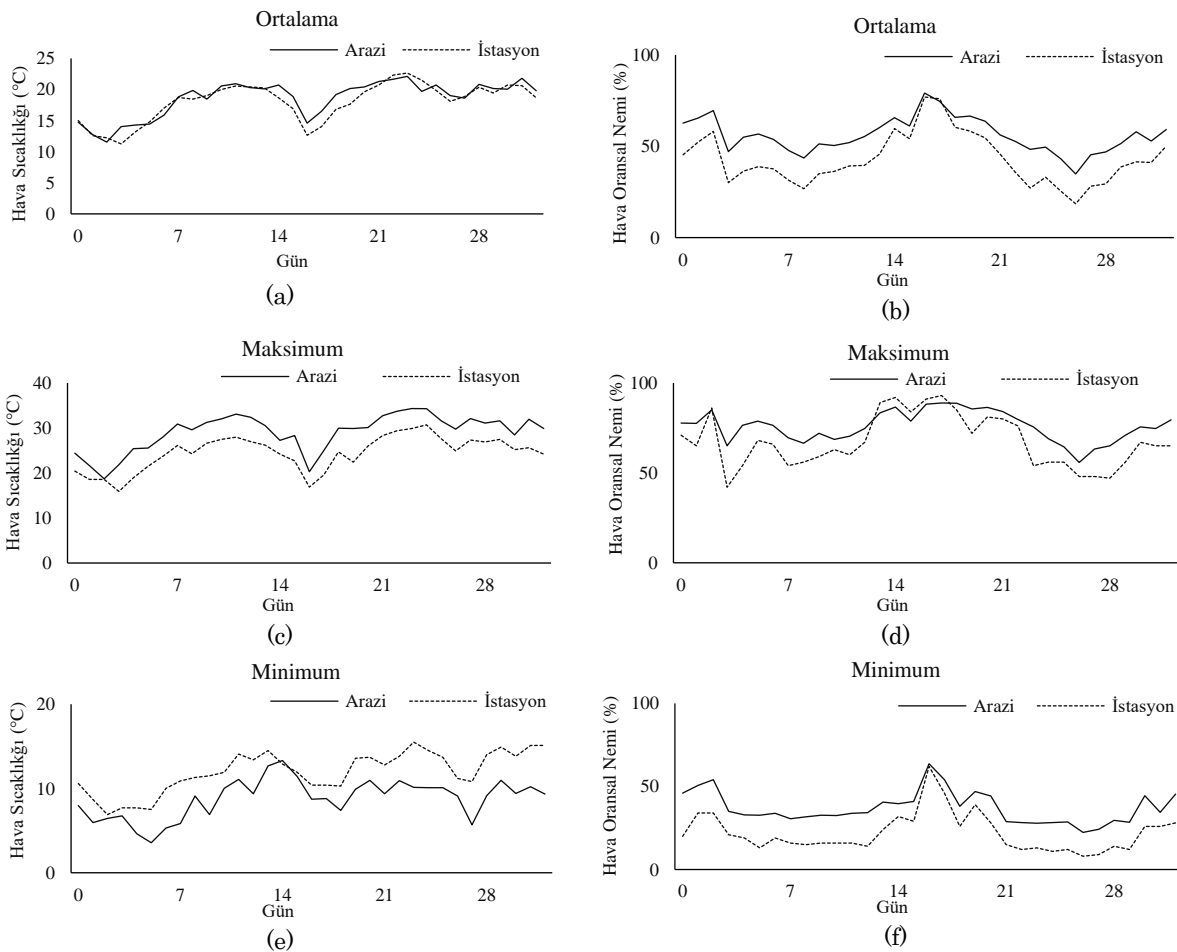 Ortalama
Arazi İstasyon
Hava Sıcaklıkğı (°C)
25
20
15
10
5
0
0 7 14 21 28
Gün
(a)
Ortalama
Arazi İstasyon
Hava Oransal Nemi (%)
100
50
0
0 7 14 21 28
Gün
(b)
Maksimum
Arazi İstasyon
Hava Sıcaklıkğı (°C)
40
30
20
10
0
0 7 14 21 28
Gün
(c)
Maksimum
Arazi İstasyon
Hava Oransal Nemi (%)
100
50
0
0 7 14 21 28
Gün
(d)
Minimum
Arazi İstasyon
Hava Sıcaklıkğı (°C)
20
10
0
0 7 14 21 28
Gün
(e)
Minimum
Arazi İstasyon
Hava Oransal Nemi (%)
100
50
0
0 7 14 21 28
Gün
(f)